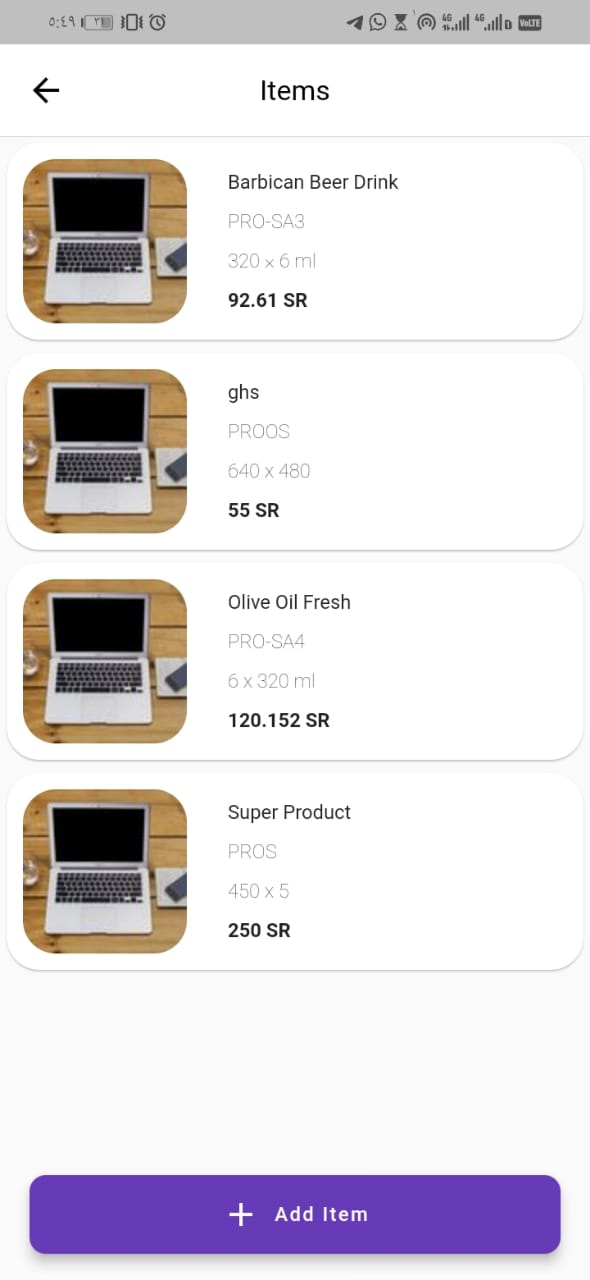 ٥:٤٩ ٢١ 4G 4G VoLTE
Items
Barbican Beer Drink
PRO-SA3
320 x 6 ml
92.61 SR
ghs
PROOS
640 x 480
55 SR
Olive Oil Fresh
PRO-SA4
6 x 320 ml
120.152 SR
Super Product
PROS
450 x 5
250 SR
Add Item